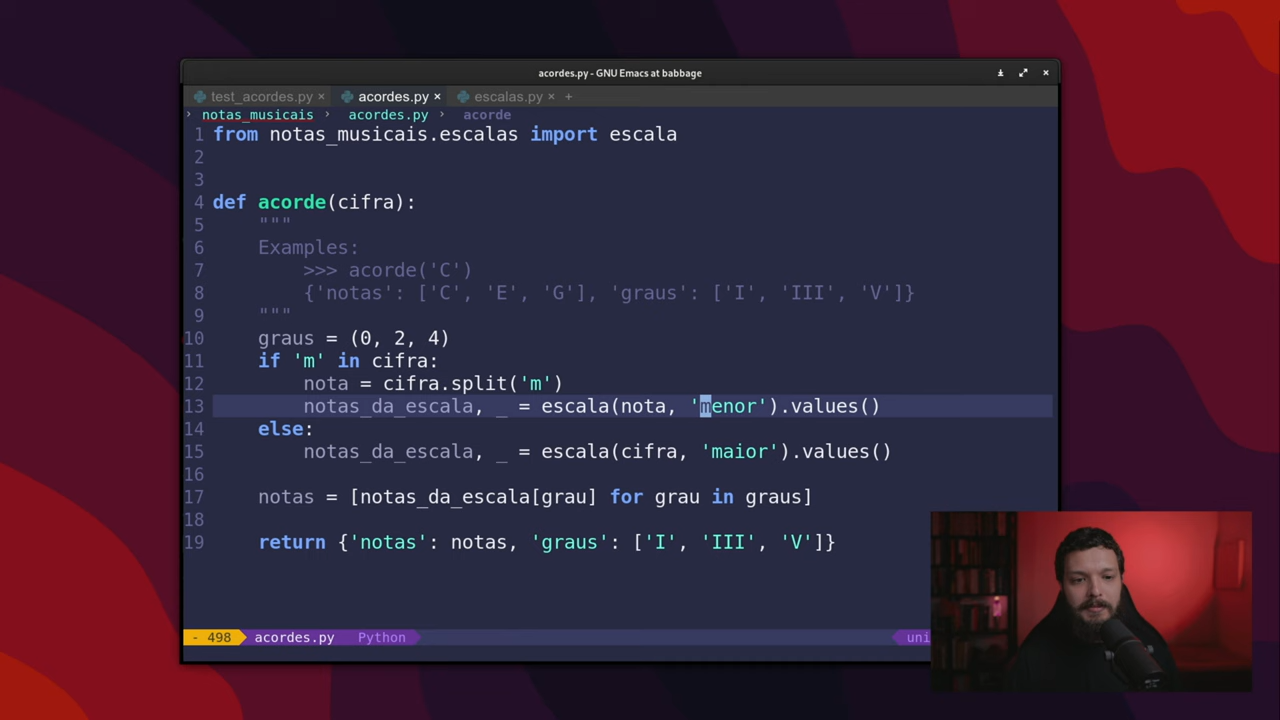 acordes.py - GNU Emacs at babbage
test_acordes.py × acordes.py × escalas.py × +
› notas_musicais › acordes.py › acorde
1 from notas_musicais.escalas import escala
2
3
4 def acorde(cifra):
5     """
6     Examples:
7         >>> acorde('C')
8         {'notas': ['C', 'E', 'G'], 'graus': ['I', 'III', 'V']}
9     """
10     graus = (0, 2, 4)
11     if 'm' in cifra:
12         nota = cifra.split('m')
13         notas_da_escala, _ = escala(nota, 'menor').values()
14     else:
15         notas_da_escala, _ = escala(cifra, 'maior').values()
16
17     notas = [notas_da_escala[grau] for grau in graus]
18
19     return {'notas': notas, 'graus': ['I', 'III', 'V']}
- 498 acordes.py Python uni